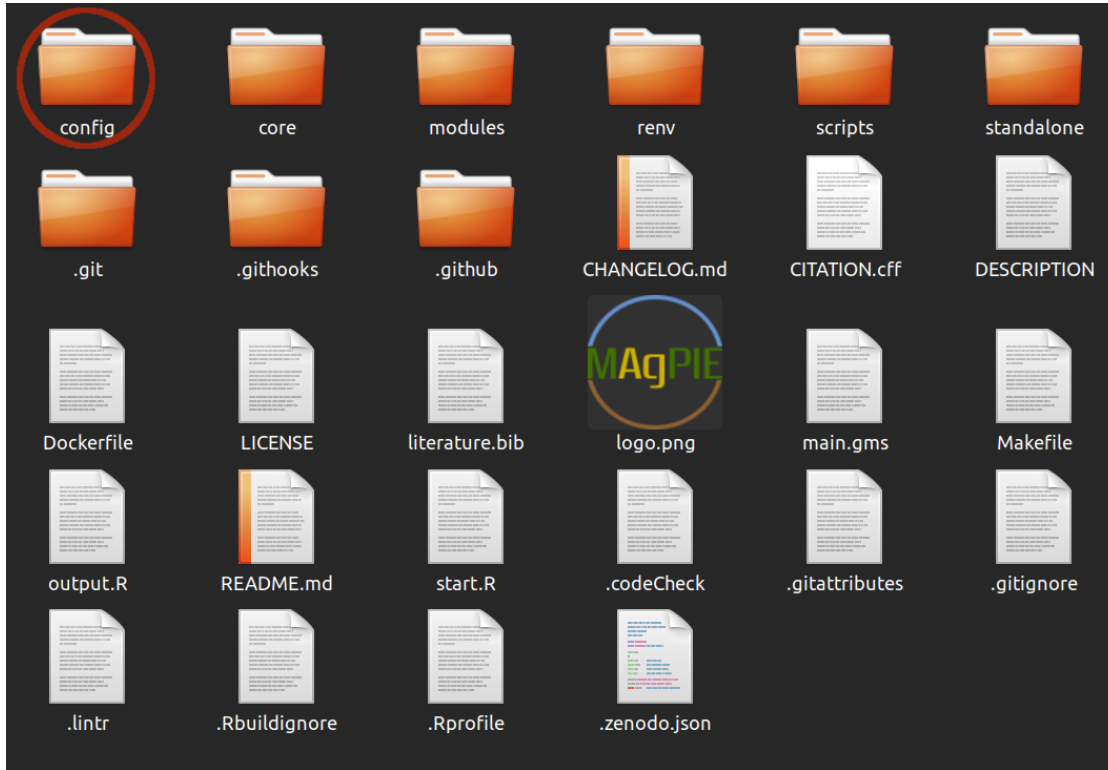 config core modules renv scripts standalone
.git .githooks .github CHANGELOG.md CITATION.cff DESCRIPTION
MAgPIE
Dockerfile LICENSE literature.bib logo.png main.gms Makefile
output.R README.md start.R .codeCheck .gitattributes .gitignore
.lintr .Rbuildignore .Rprofile .zenodo.json